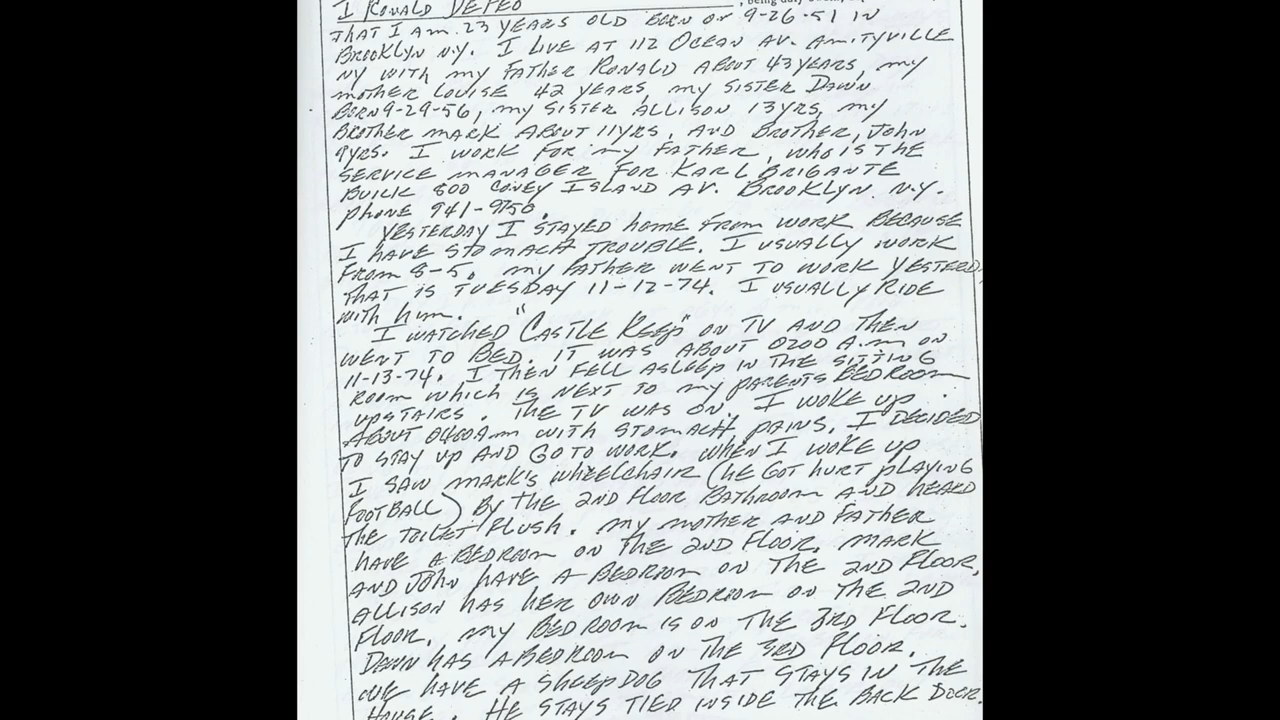 I RONALD DEFEO , being duly sworn,
THAT I AM 23 YEARS OLD BORN ON 9-26-51 IN
BROOKLYN N.Y. I LIVE AT 112 OCEAN AV. AMITYVILLE
NY WITH MY FATHER RONALD ABOUT 43 YEARS, MY
MOTHER LOUISE 42 YEARS, MY SISTER DAWN
BORN 9-29-56, MY SISTER ALLISON 13YRS, MY
BROTHER MARK ABOUT 11YRS, AND BROTHER, JOHN
9YRS. I WORK FOR MY FATHER, WHO IS THE
SERVICE MANAGER FOR KARL BRIGANTE
BUICK 800 CONEY ISLAND AV. BROOKLYN N.Y.
PHONE 941-9750.
YESTERDAY I STAYED HOME FROM WORK BECAUSE
I HAVE STOMACH TROUBLE. I USUALLY WORK
FROM 8-5. MY FATHER WENT TO WORK YESTERD
THAT IS TUESDAY 11-12-74. I USUALLY RIDE
WITH HIM.
I WATCHED "CASTLE KEEP" ON TV AND THEN
WENT TO BED. IT WAS ABOUT 0200 A.M ON
11-13-74. I THEN FELL ASLEEP IN THE SITTING
ROOM WHICH IS NEXT TO MY PARENTS BEDROOM
UPSTAIRS. THE TV WAS ON. I WOKE UP
ABOUT 0400AM WITH STOMACH PAINS. I DECIDED
TO STAY UP AND GO TO WORK. WHEN I WOKE UP
I SAW MARK'S WHEELCHAIR (HE GOT HURT PLAYING
FOOTBALL) BY THE 2ND FLOOR BATHROOM AND HEARD
THE TOILET FLUSH. MY MOTHER AND FATHER
HAVE A BEDROOM ON THE 2ND FLOOR. MARK
AND JOHN HAVE A BEDROOM ON THE 2ND FLOOR,
ALLISON HAS HER OWN BEDROOM ON THE 2ND
FLOOR. MY BEDROOM IS ON THE 3RD FLOOR.
DAWN HAS A BEDROOM ON THE 3RD FLOOR.
WE HAVE A SHEEPDOG THAT STAYS IN THE
HOUSE. HE STAYS TIED INSIDE THE BACK DOOR.